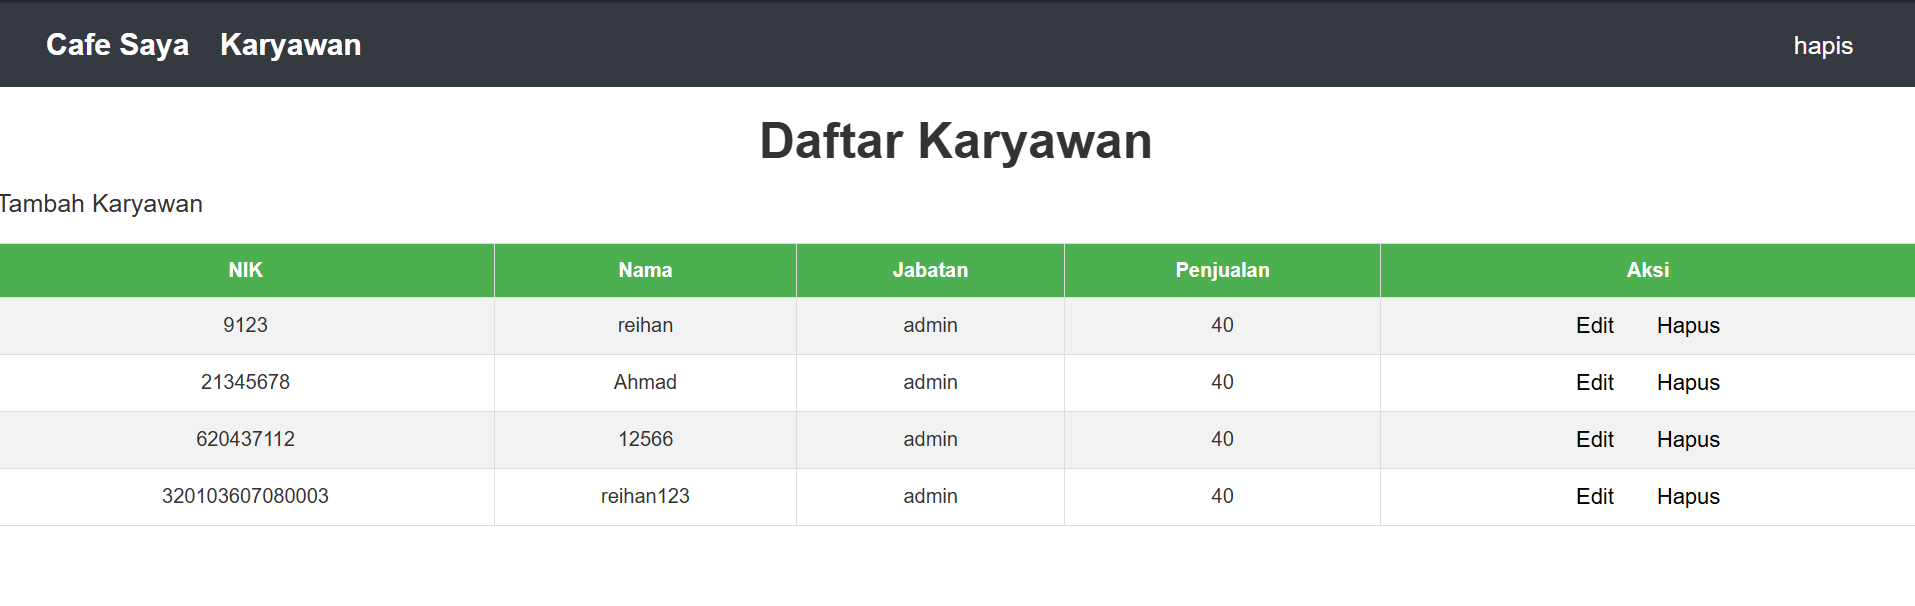 Cafe Saya Karyawan hapis
Daftar Karyawan
Tambah Karyawan
NIK Nama Jabatan Penjualan Aksi
9123 reihan admin 40 Edit Hapus
21345678 Ahmad admin 40 Edit Hapus
620437112 12566 admin 40 Edit Hapus
320103607080003 reihan123 admin 40 Edit Hapus